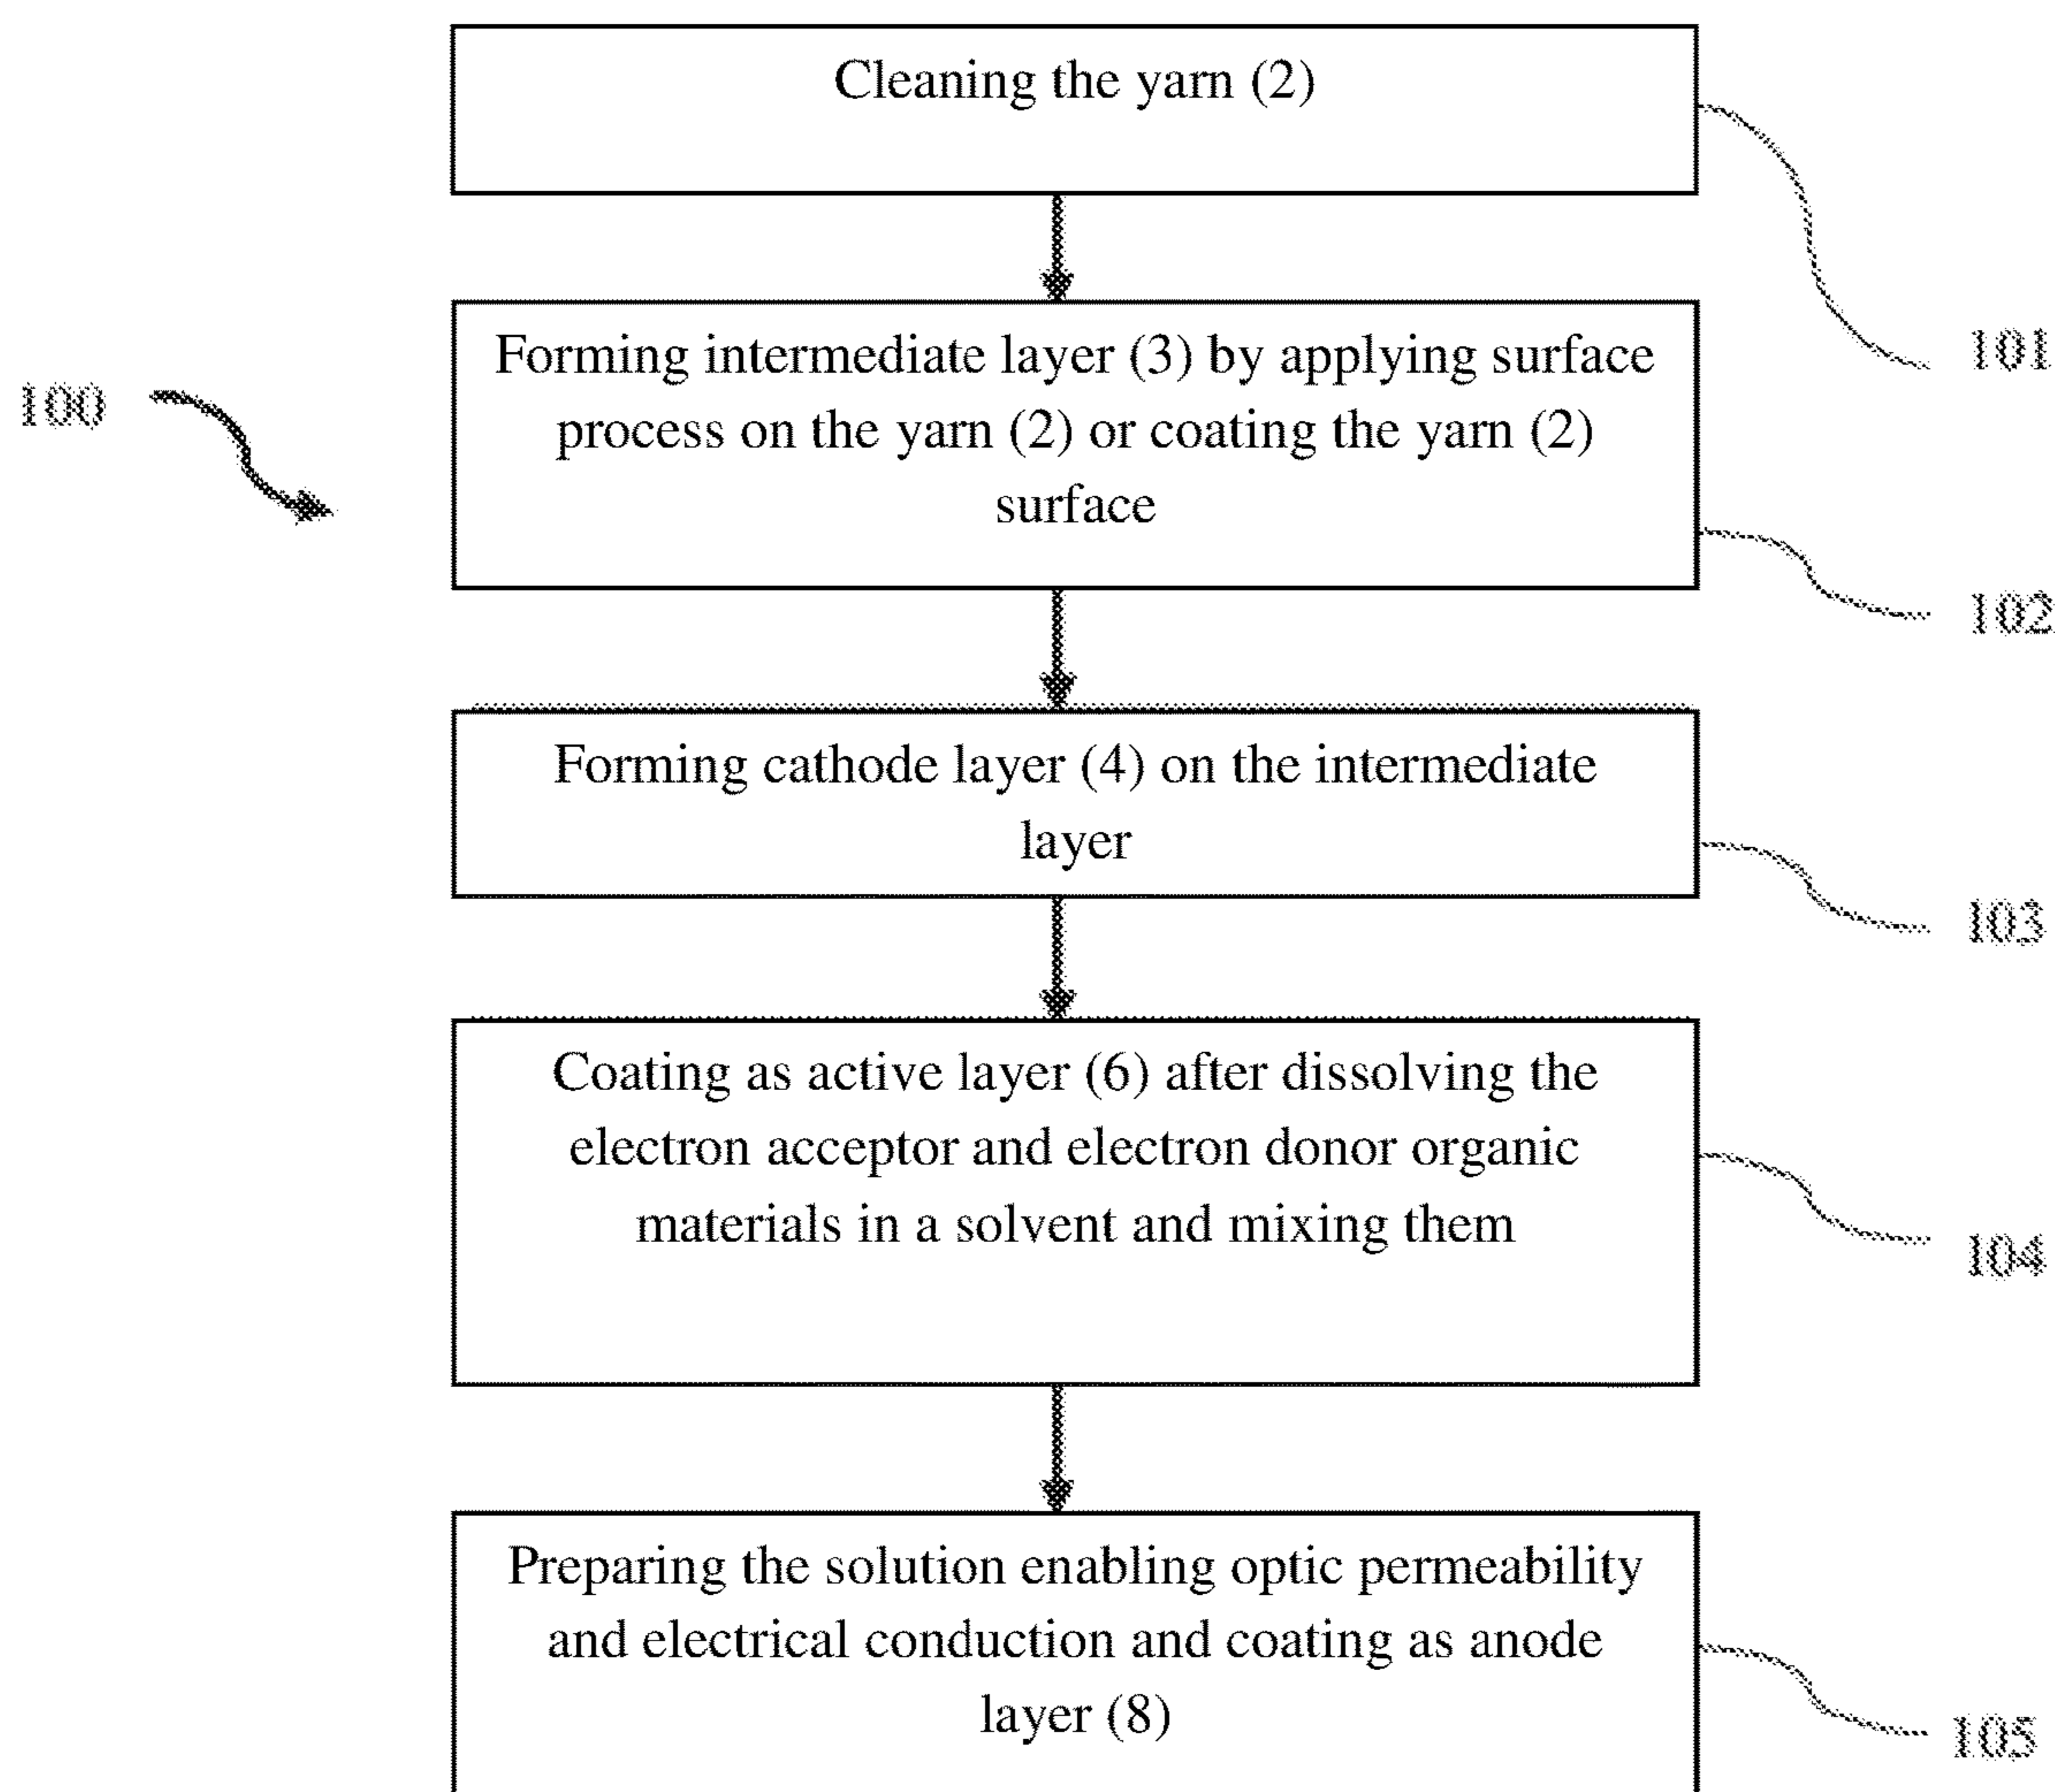 Cleaning the yarn (2)
101
Forming intermediate layer (3) by applying surface
process on the yarn (2) or coating the yarn (2)
surface
100
102
Forming cathode layer (4) on the intermediate
layer
103
Coating as active layer (6) after dissolving the
electron acceptor and electron donor organic
materials in a solvent and mixing them
104
Preparing the solution enabling optic permeability
and electrical conduction and coating as anode
layer (8)
105